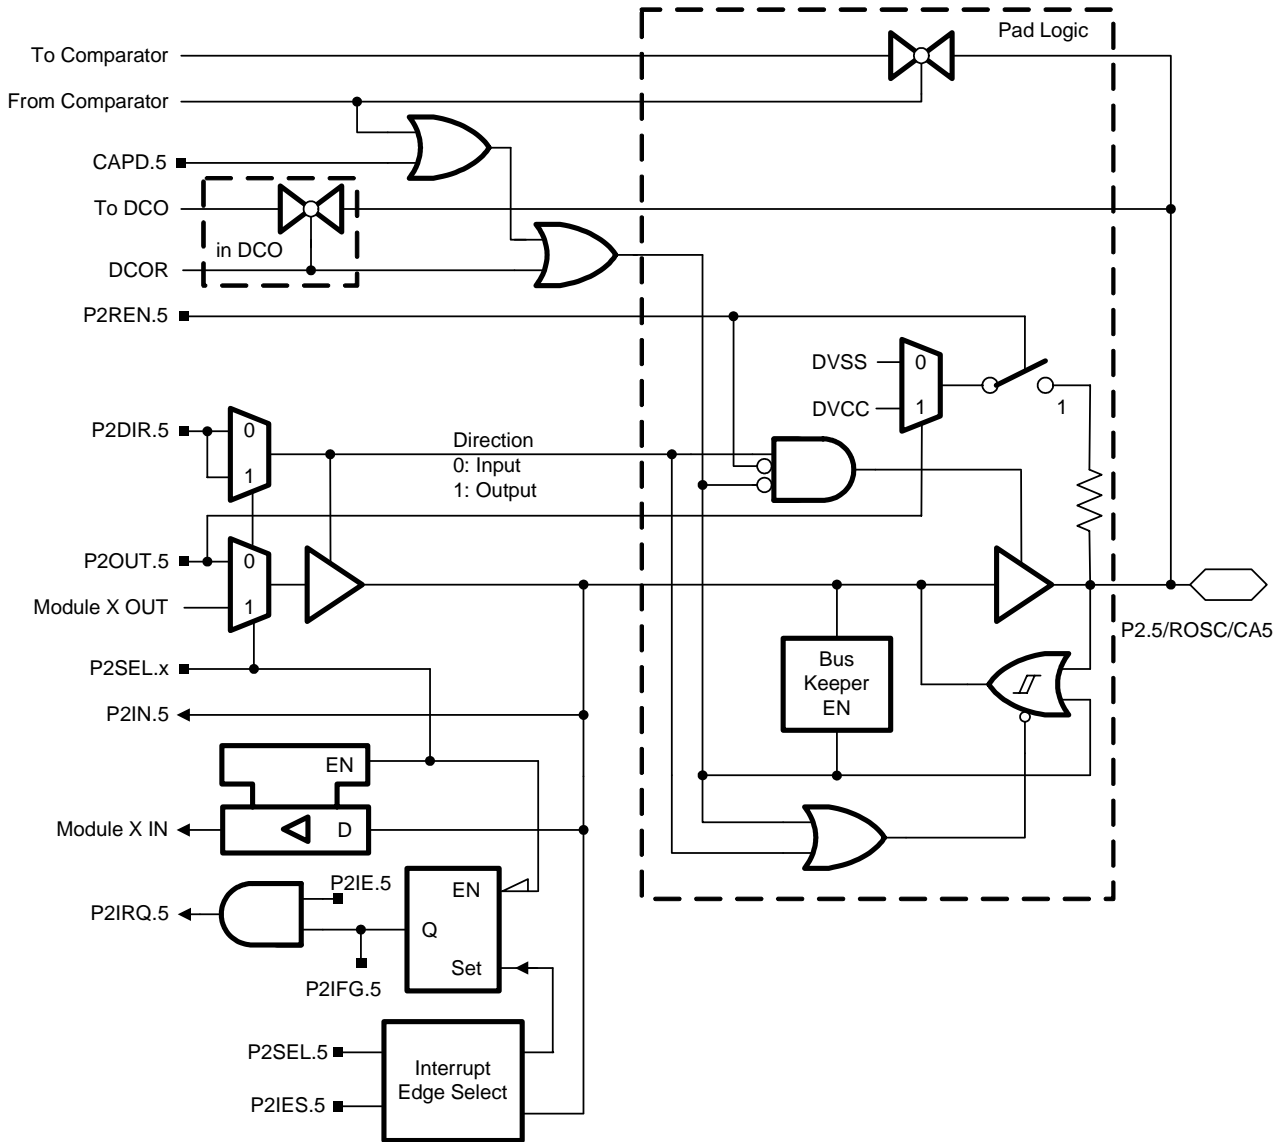 Pad Logic
To Comparator
From Comparator
CAPD.5
To DCO
in DCO
DCOR
P2REN.5
DVSS
0
DVCC
1
1
P2DIR.5
0
1
Direction
0: Input
1: Output
P2OUT.5
0
Module X OUT
1
P2.5/ROSC/CA5
P2SEL.x
Bus
Keeper
EN
P2IN.5
EN
Module X IN
D
P2IE.5
EN
P2IRQ.5
Q
Set
P2IFG.5
P2SEL.5
Interrupt
Edge Select
P2IES.5